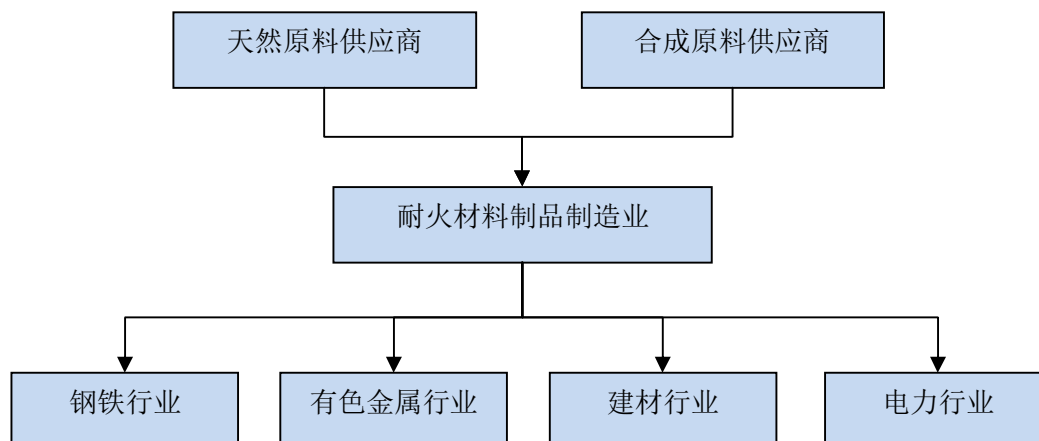 天然原料供应商
合成原料供应商
耐火材料制品制造业
钢铁行业
有色金属行业
建材行业
电力行业